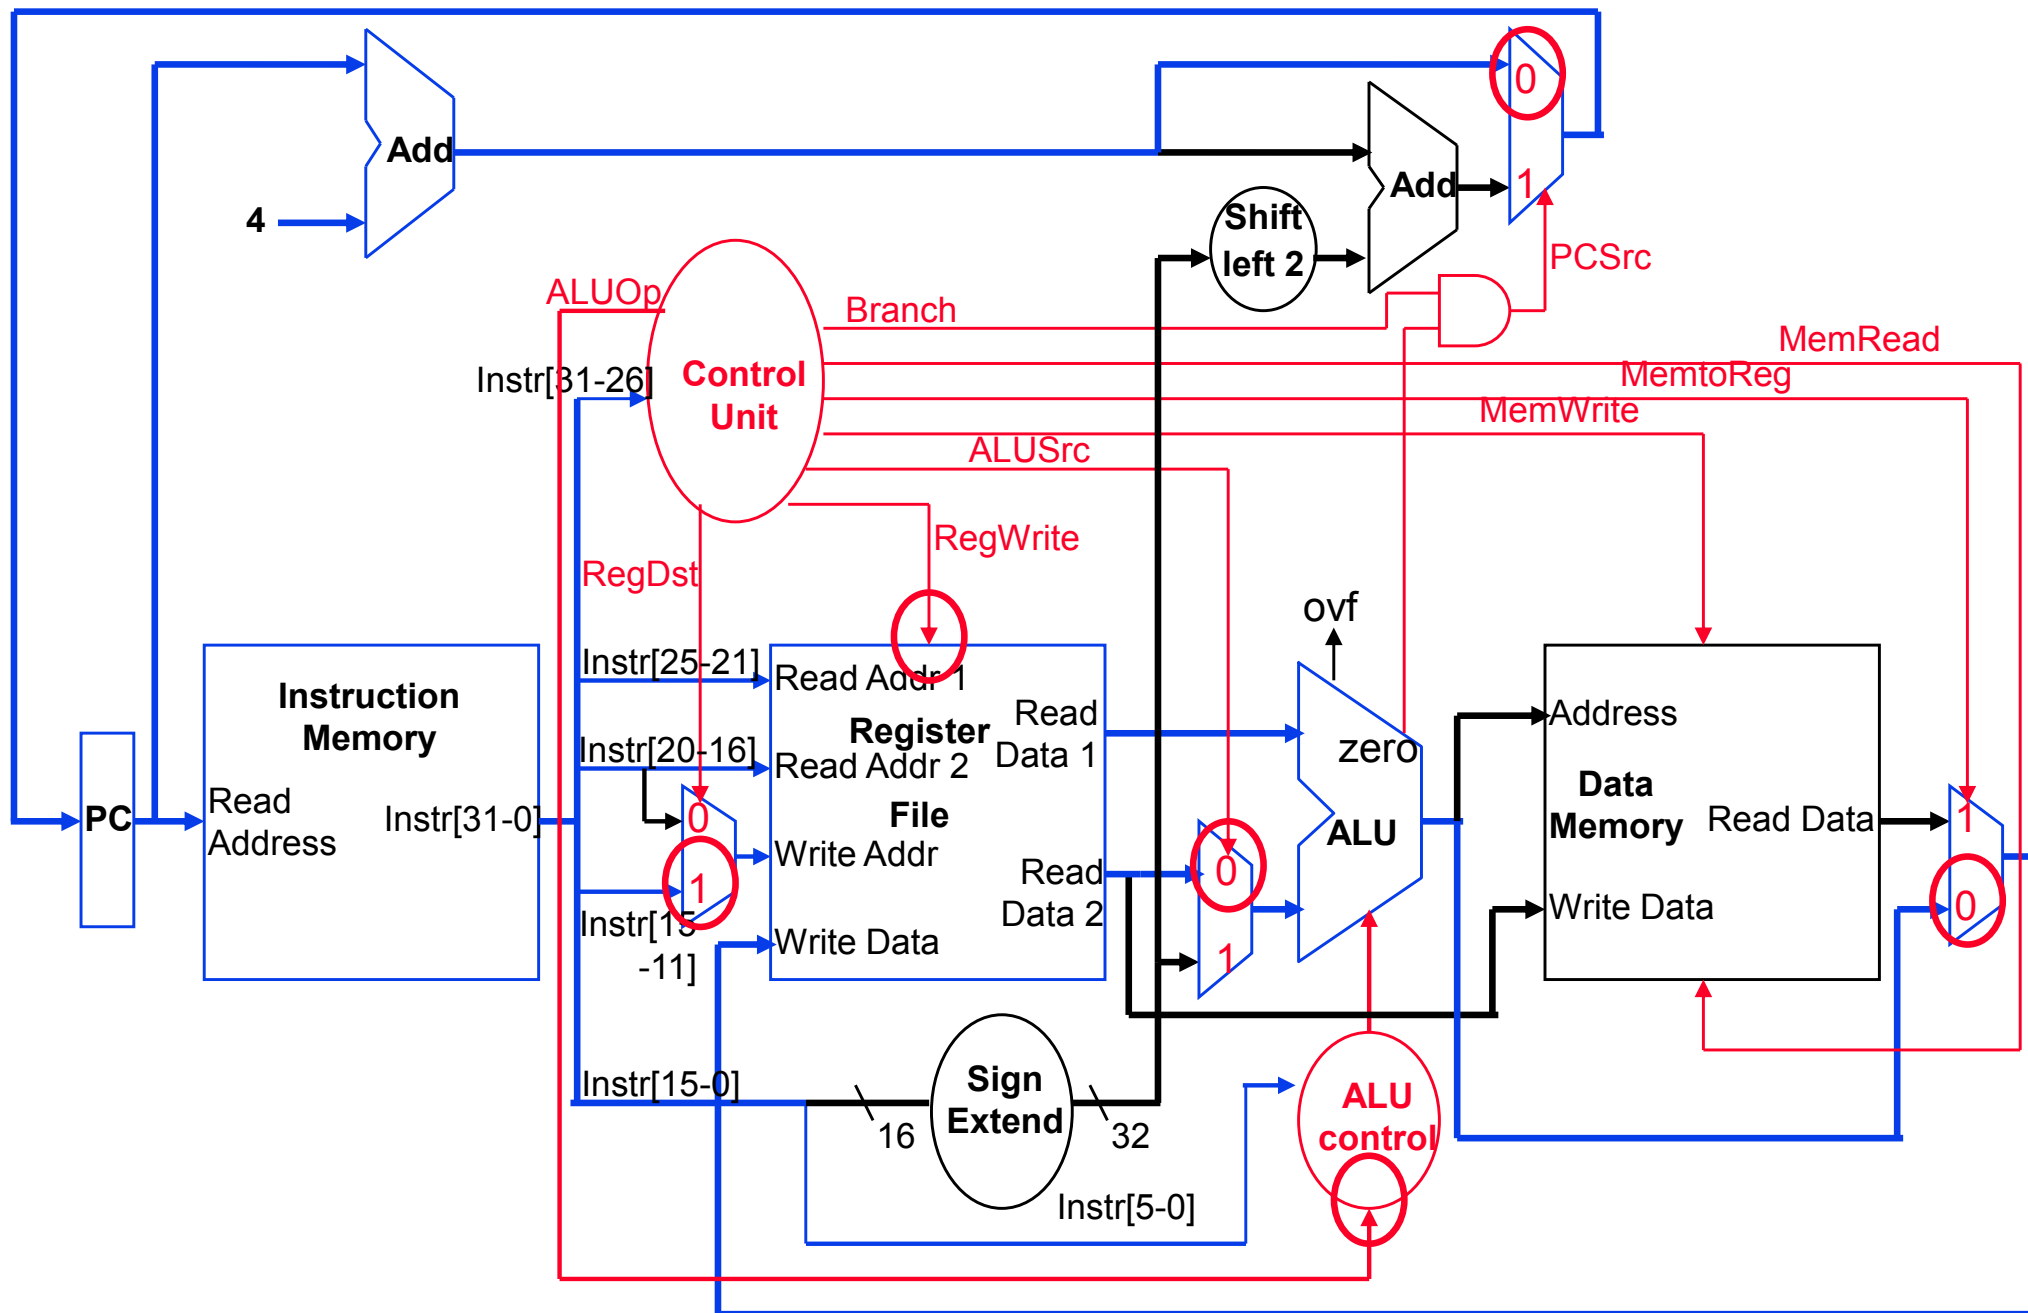 0
Add
1
Add
4
Shift
left 2
PCSrc
ALUOp
Branch
MemRead
Instr[31-26]
Control
Unit
MemtoReg
MemWrite
ALUSrc
RegWrite
RegDst
ovf
Instruction
Memory
Read
Address
Instr[31-0]
PC
Instr[25-21]
Read Addr 1
Register
File
Read
Data 1
Instr[20-16]
Read Addr 2
0
1
Write Addr
Read
Data 2
Instr[15
-11]
Write Data
zero
ALU
0
1
Address
Data
Memory
Read Data
Write Data
1
0
Instr[15-0]
16
Sign
Extend
32
ALU
control
Instr[5-0]